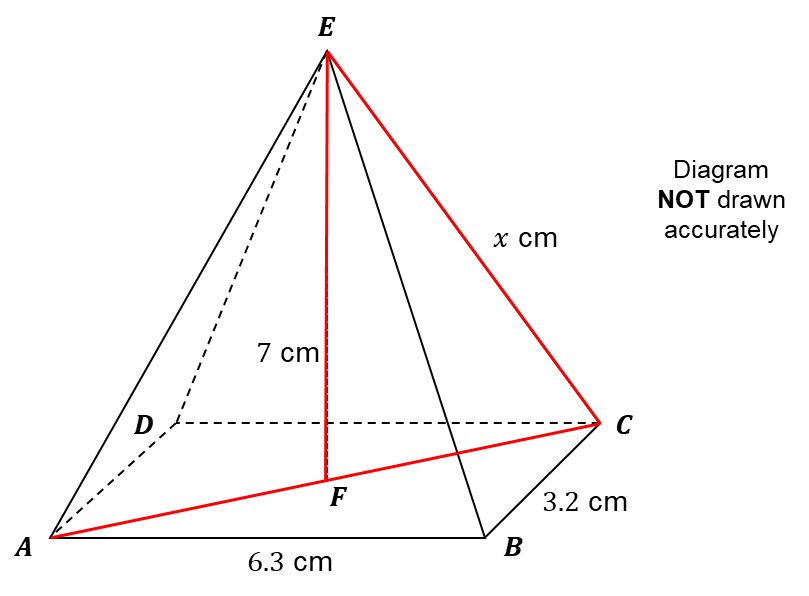 E
Diagram
NOT drawn
accurately
x cm
7 cm
D
C
F
3.2 cm
A
B
6.3 cm